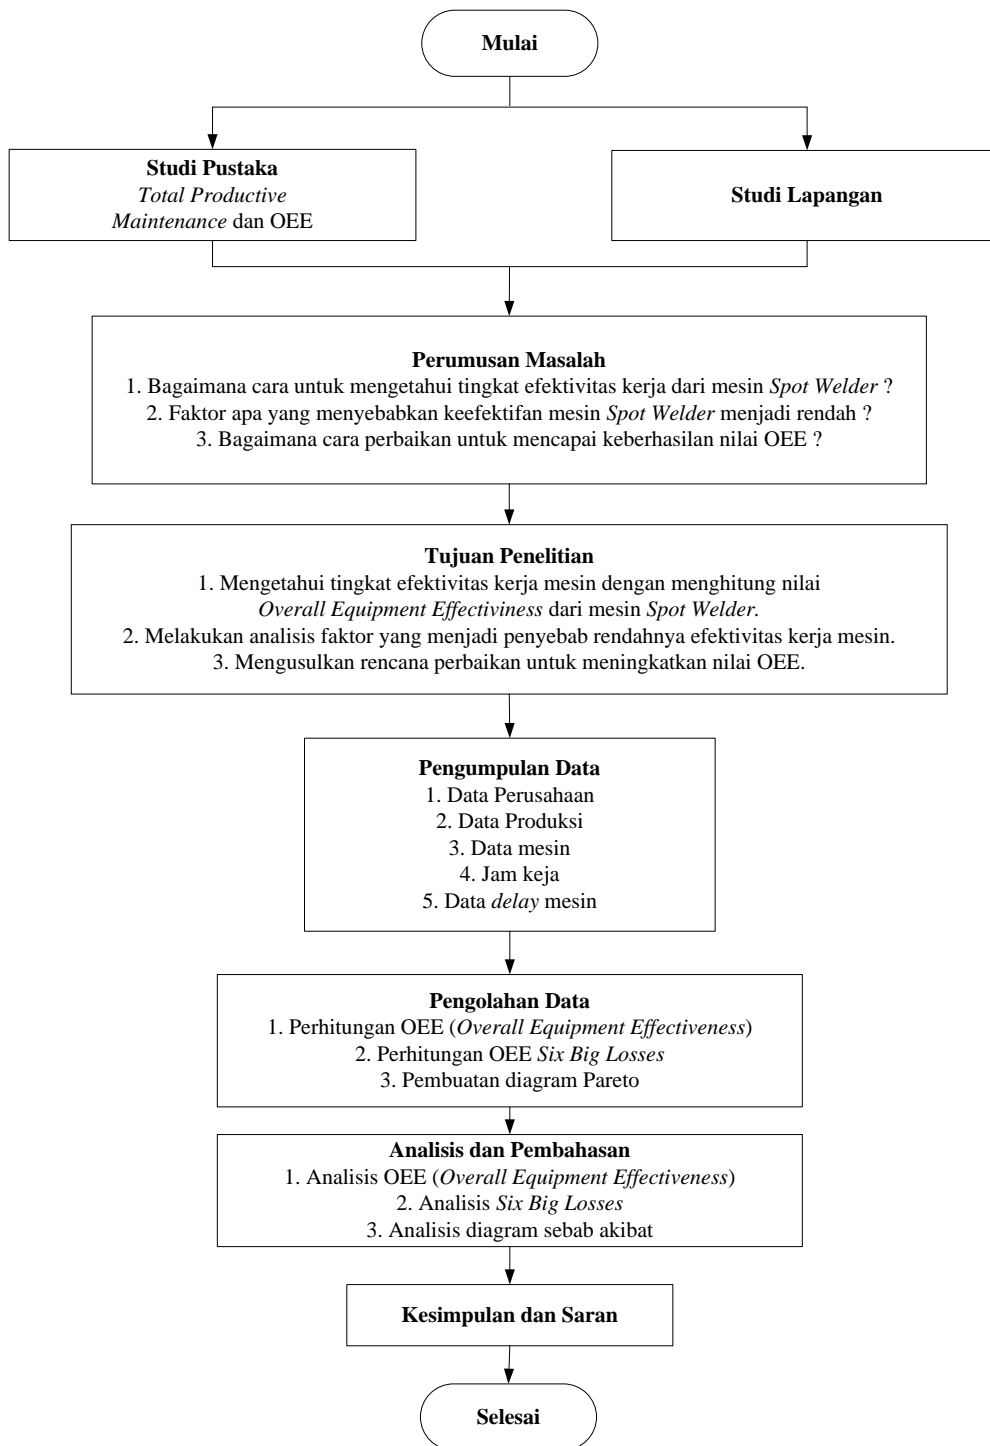 Mulai
Studi Pustaka
Total Productive
Maintenance dan OEE
Studi Lapangan
Perumusan Masalah
1. Bagaimana cara untuk mengetahui tingkat efektivitas kerja dari mesin Spot Welder ?
2. Faktor apa yang menyebabkan keefektifan mesin Spot Welder menjadi rendah ?
3. Bagaimana cara perbaikan untuk mencapai keberhasilan nilai OEE ?
Tujuan Penelitian
1. Mengetahui tingkat efektivitas kerja mesin dengan menghitung nilai
Overall Equipment Effectiviness dari mesin Spot Welder.
2. Melakukan analisis faktor yang menjadi penyebab rendahnya efektivitas kerja mesin.
3. Mengusulkan rencana perbaikan untuk meningkatkan nilai OEE.
Pengumpulan Data
1. Data Perusahaan
2. Data Produksi
3. Data mesin
4. Jam keja
5. Data delay mesin
Pengolahan Data
1. Perhitungan OEE (Overall Equipment Effectiveness)
2. Perhitungan OEE Six Big Losses
3. Pembuatan diagram Pareto
Analisis dan Pembahasan
1. Analisis OEE (Overall Equipment Effectiveness)
2. Analisis Six Big Losses
3. Analisis diagram sebab akibat
Kesimpulan dan Saran
Selesai